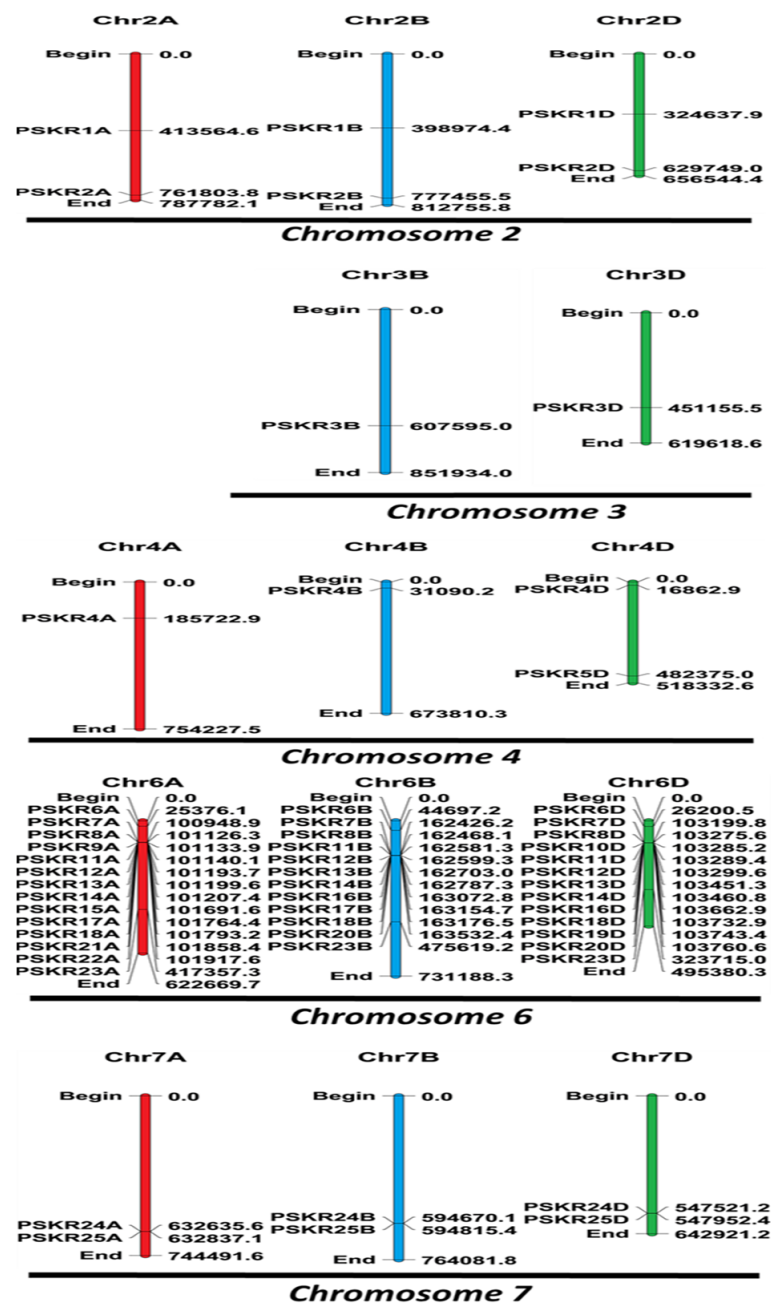 Chr2A
Begin 0.0
PSKR1A 413564.6
PSKR2A 761803.8
End 787782.1
Chr2B
Begin 0.0
PSKR1B 398974.4
PSKR2B 777455.5
End 812755.8
Chr2D
Begin 0.0
PSKR1D 324637.9
PSKR2D 629749.0
End 656544.4
Chromosome 2
Chr3B
Begin 0.0
PSKR3B 607595.0
End 851934.0
Chr3D
Begin 0.0
PSKR3D 451155.5
End 619618.6
Chromosome 3
Chr4A
Begin 0.0
PSKR4A 185722.9
End 754227.5
Chr4B
Begin 0.0
PSKR4B 31090.2
End 673810.3
Chr4D
Begin 0.0
PSKR4D 16862.9
PSKR5D 482375.0
End 518332.6
Chromosome 4
Chr6A
Begin 0.0
PSKR6A 25376.1
PSKR7A 100948.9
PSKR8A 101126.3
PSKR9A 101133.9
PSKR11A 101140.1
PSKR12A 101193.7
PSKR13A 101199.6
PSKR14A 101207.4
PSKR15A 101691.6
PSKR17A 101764.4
PSKR18A 101793.2
PSKR21A 101858.4
PSKR22A 101917.6
PSKR23A 417357.3
End 622669.7
Chr6B
Begin 0.0
PSKR6B 44697.2
PSKR7B 162426.2
PSKR8B 162468.1
PSKR11B 162581.3
PSKR12B 162599.3
PSKR13B 162703.0
PSKR14B 162787.3
PSKR16B 163072.8
PSKR17B 163154.7
PSKR18B 163176.5
PSKR20B 163532.4
PSKR23B 475619.2
End 731188.3
Chr6D
Begin 0.0
PSKR6D 26200.5
PSKR7D 103199.8
PSKR8D 103275.6
PSKR10D 103285.2
PSKR11D 103289.4
PSKR12D 103299.6
PSKR13D 103451.3
PSKR14D 103460.8
PSKR16D 103662.9
PSKR18D 103732.9
PSKR19D 103743.4
PSKR20D 103760.6
PSKR23D 323715.0
End 495380.3
Chromosome 6
Chr7A
Begin 0.0
PSKR24A 632635.6
PSKR25A 632837.1
End 744491.6
Chr7B
Begin 0.0
PSKR24B 594670.1
PSKR25B 594815.4
End 764081.8
Chr7D
Begin 0.0
PSKR24D 547521.2
PSKR25D 547952.4
End 642921.2
Chromosome 7